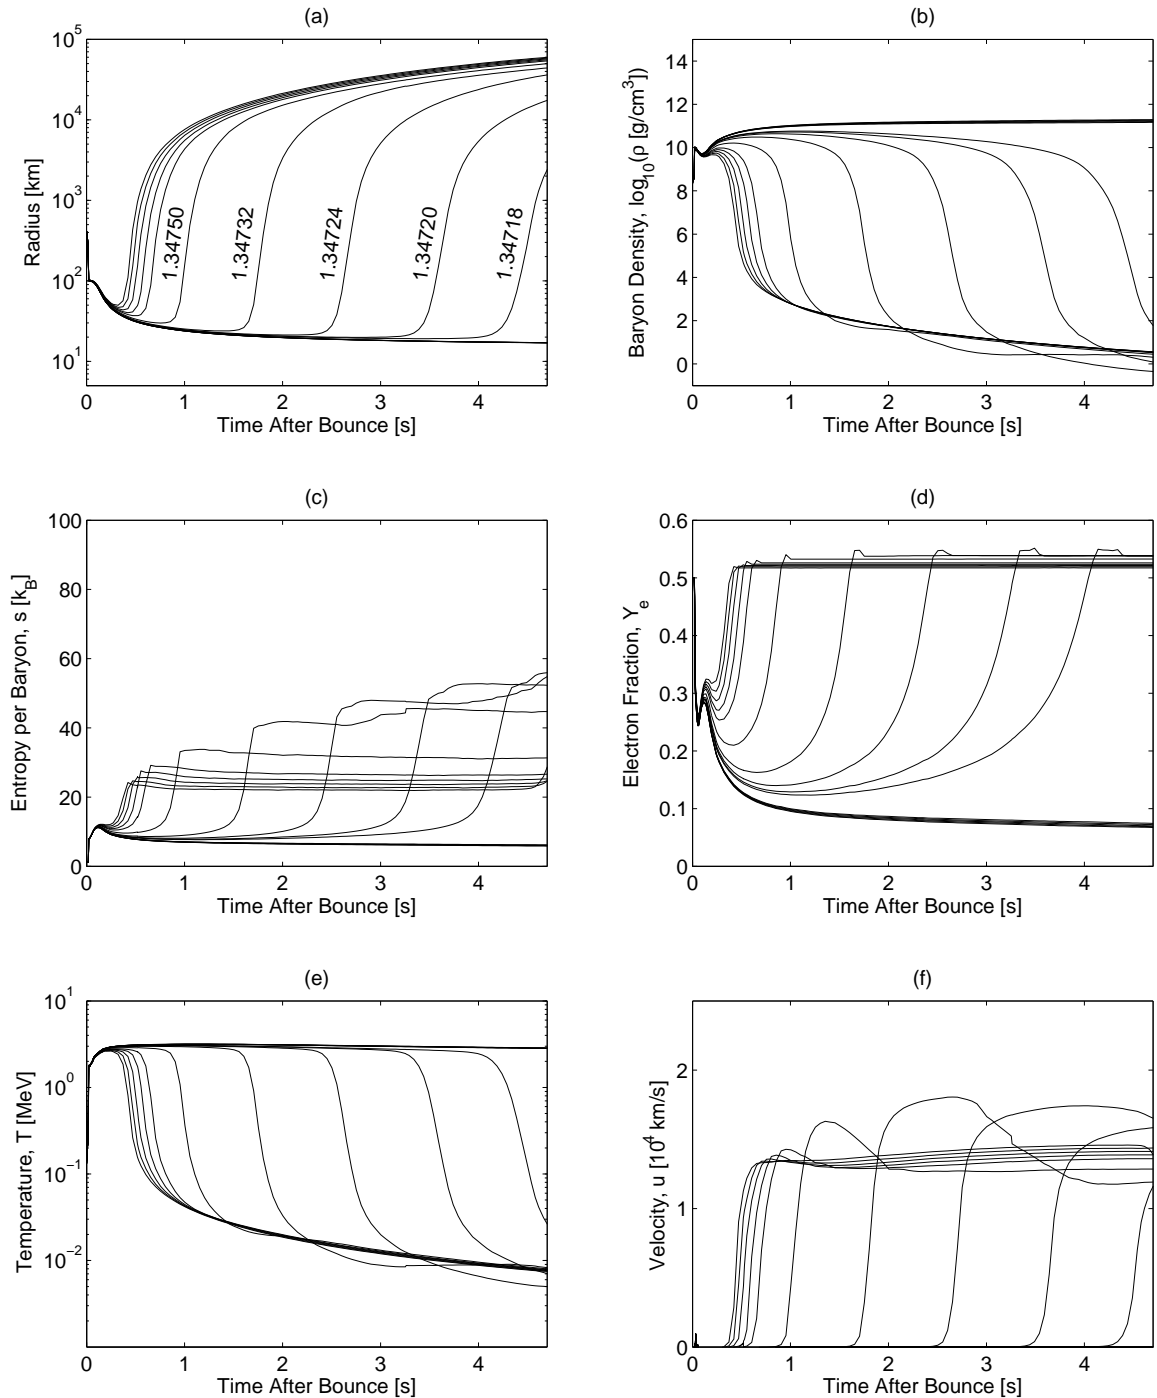 (a)
10^5
10^4
10^3
10^2
10^1
Radius [km]
1.34750
1.34732
1.34724
1.34720
1.34718
0 1 2 3 4
Time After Bounce [s]
(b)
14
12
10
8
6
4
2
0
Baryon Density, log_10(ρ [g/cm^3])
0 1 2 3 4
Time After Bounce [s]
(c)
100
80
60
40
20
0
Entropy per Baryon, s [k_B]
0 1 2 3 4
Time After Bounce [s]
(d)
0.6
0.5
0.4
0.3
0.2
0.1
0
Electron Fraction, Y_e
0 1 2 3 4
Time After Bounce [s]
(e)
10^1
10^0
10^−1
10^−2
Temperature, T [MeV]
0 1 2 3 4
Time After Bounce [s]
(f)
2
1
0
Velocity, u [10^4 km/s]
0 1 2 3 4
Time After Bounce [s]